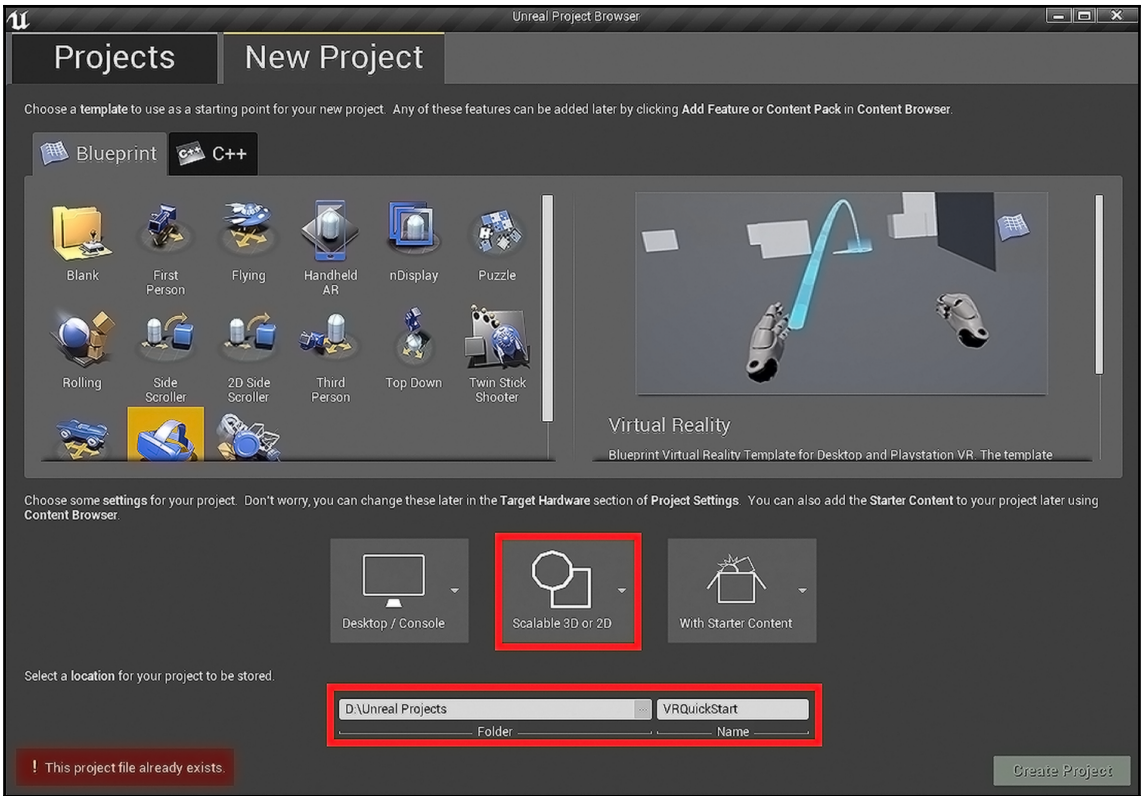 Unreal Project Browser
Projects
New Project
Choose a template to use as a starting point for your new project. Any of these features can be added later by clicking Add Feature or Content Pack in Content Browser.
Blueprint
C++
C++
Blank
First
Person
Flying
Handheld
AR
nDisplay
Puzzle
Rolling
Side
Scroller
2D Side
Scroller
Third
Person
Top Down
Twin Stick
Shooter
Virtual Reality
Blueprint Virtual Reality Template for Desktop and Playstation VR. The template
Choose some settings for your project. Don't worry, you can change these later in the Target Hardware section of Project Settings. You can also add the Starter Content to your project later using
Content Browser.
Desktop / Console
Scalable 3D or 2D
With Starter Content
Select a location for your project to be stored.
D:\Unreal Projects
...
VRQuickStart
Folder
Name
! This project file already exists.
Create Project